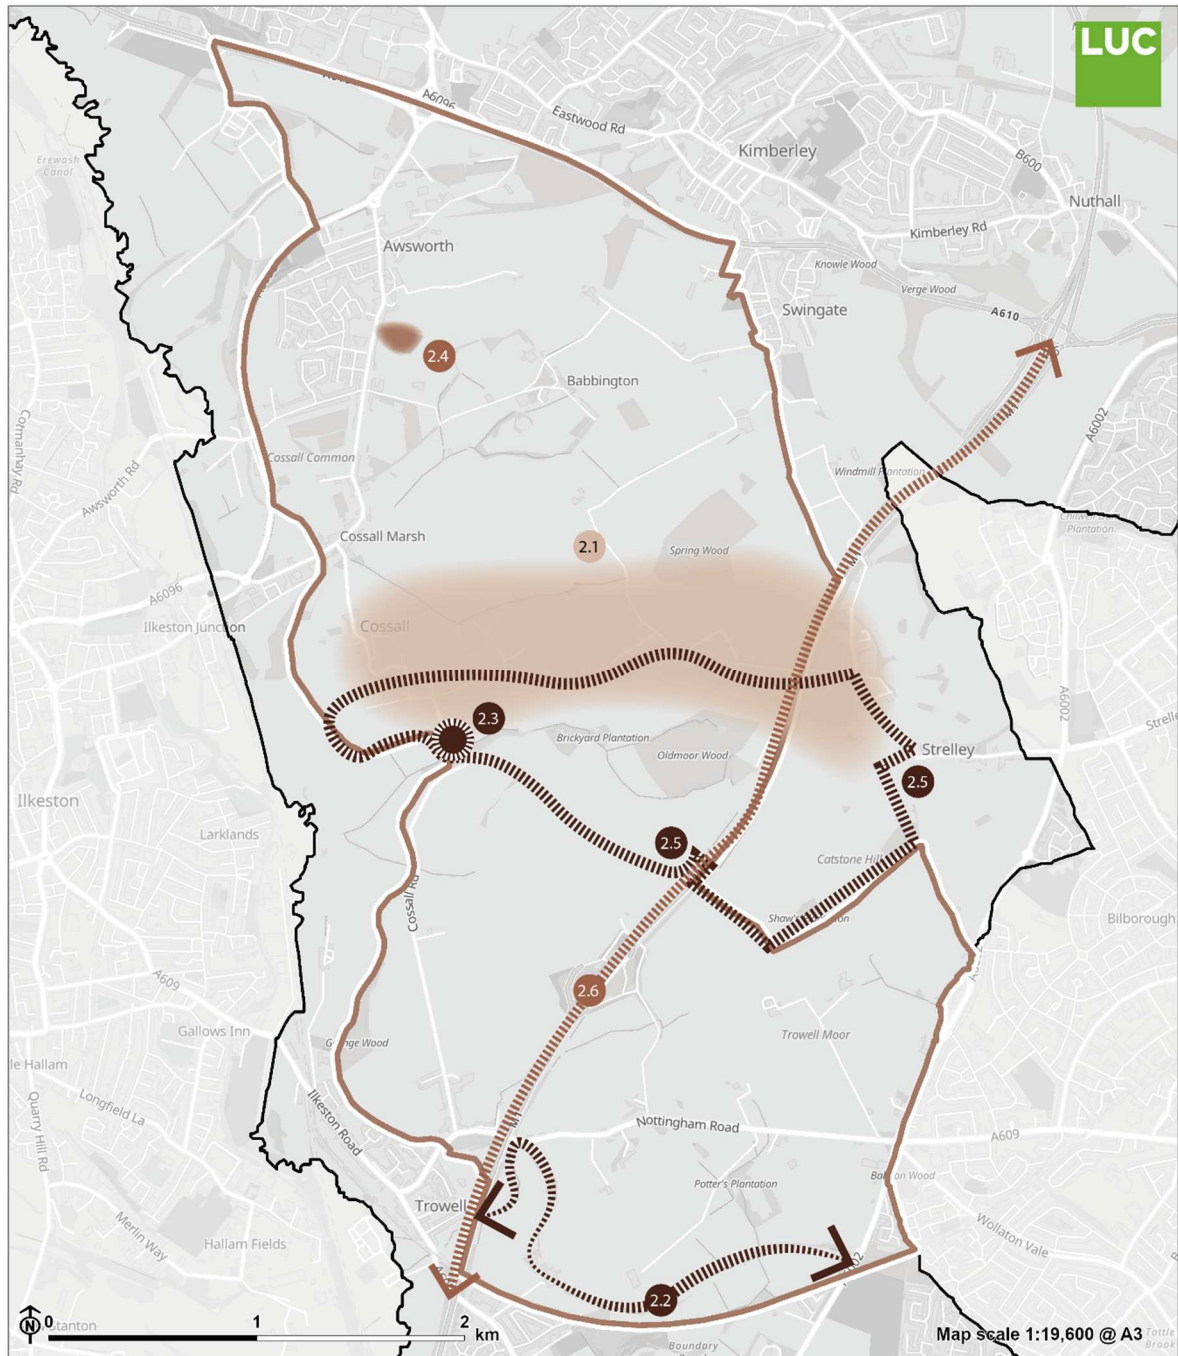 LUC
A6096
Eastwood Rd
Kimberley
B600
Erewash
Canal
Nuthall
Kimberley Rd
Awsworth
Knowle Wood
Verge Wood
Swingate
A610
2.4
Babbington
A6002
Cotmanhay Rd
Cossall Common
Awsworth Rd
Windmill Plantation
M1
Plantation
Cossall Marsh
2.1
Spring Wood
M1
A6096
Ilkeston Junction
Cossall
A6002
2.3
Brickyard Plantation
Oldmoor Wood
Strelley
2.5
Ilkeston
Larklands
2.5
Catstone Hill
Cossall Rd
Bilborough
A609
2.6
Gallows Inn
Trowell Moor
Ilkeston Road
Longfield La
Quarry Hill Rd
M1
Nottingham Road
A609
Potter's Plantation
Trowell
Merlin Way
Hallam Fields
Wollaton Vale
2.2
N
0 1 2
km
Map scale 1:19,600 @ A3
Boundary